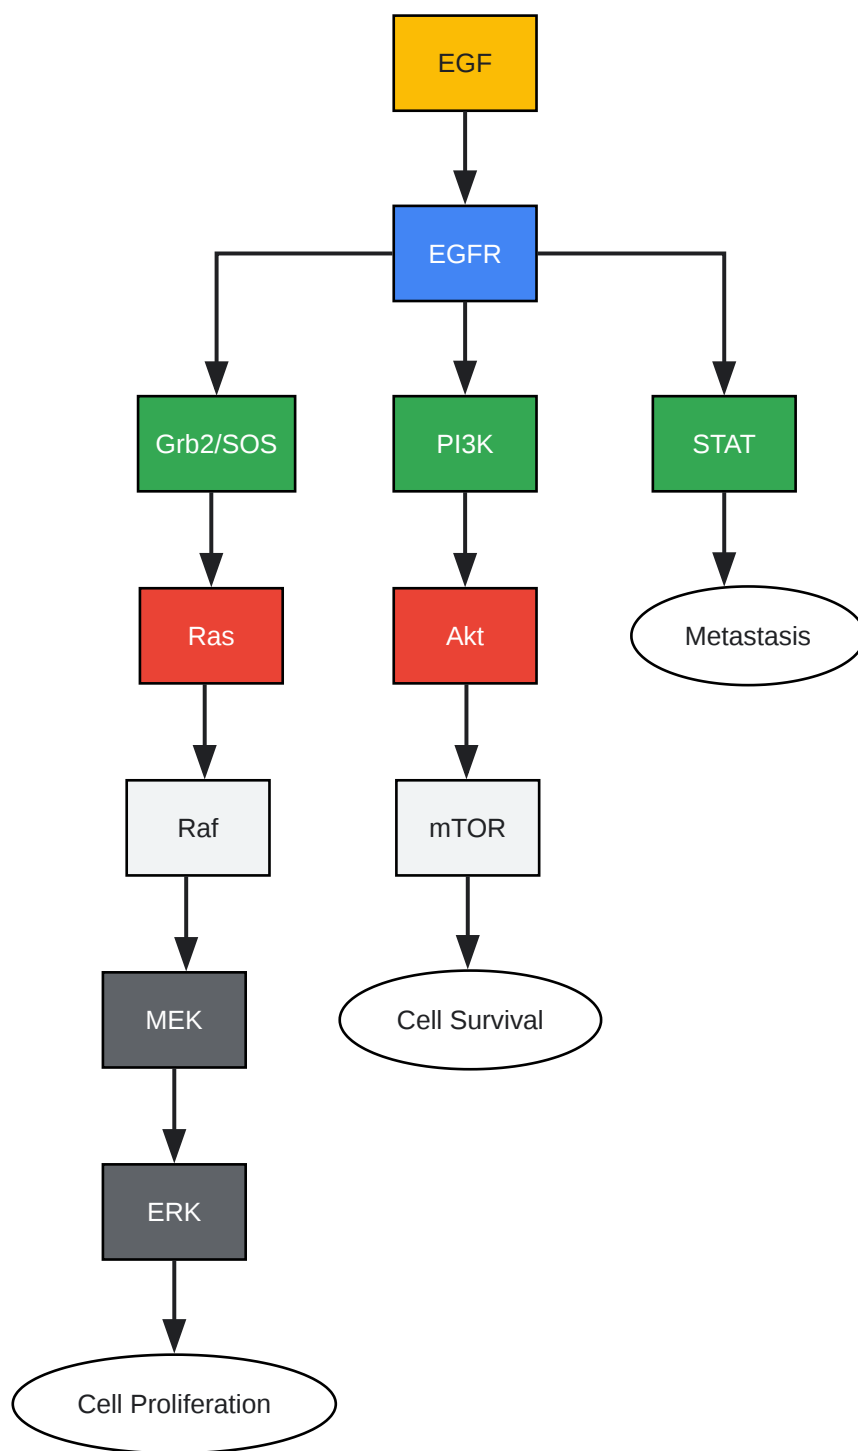 EGF
EGFR
Grb2/SOS
PI3K
STAT
Ras
Akt
Metastasis
Raf
mTOR
MEK
Cell Survival
ERK
Cell Proliferation